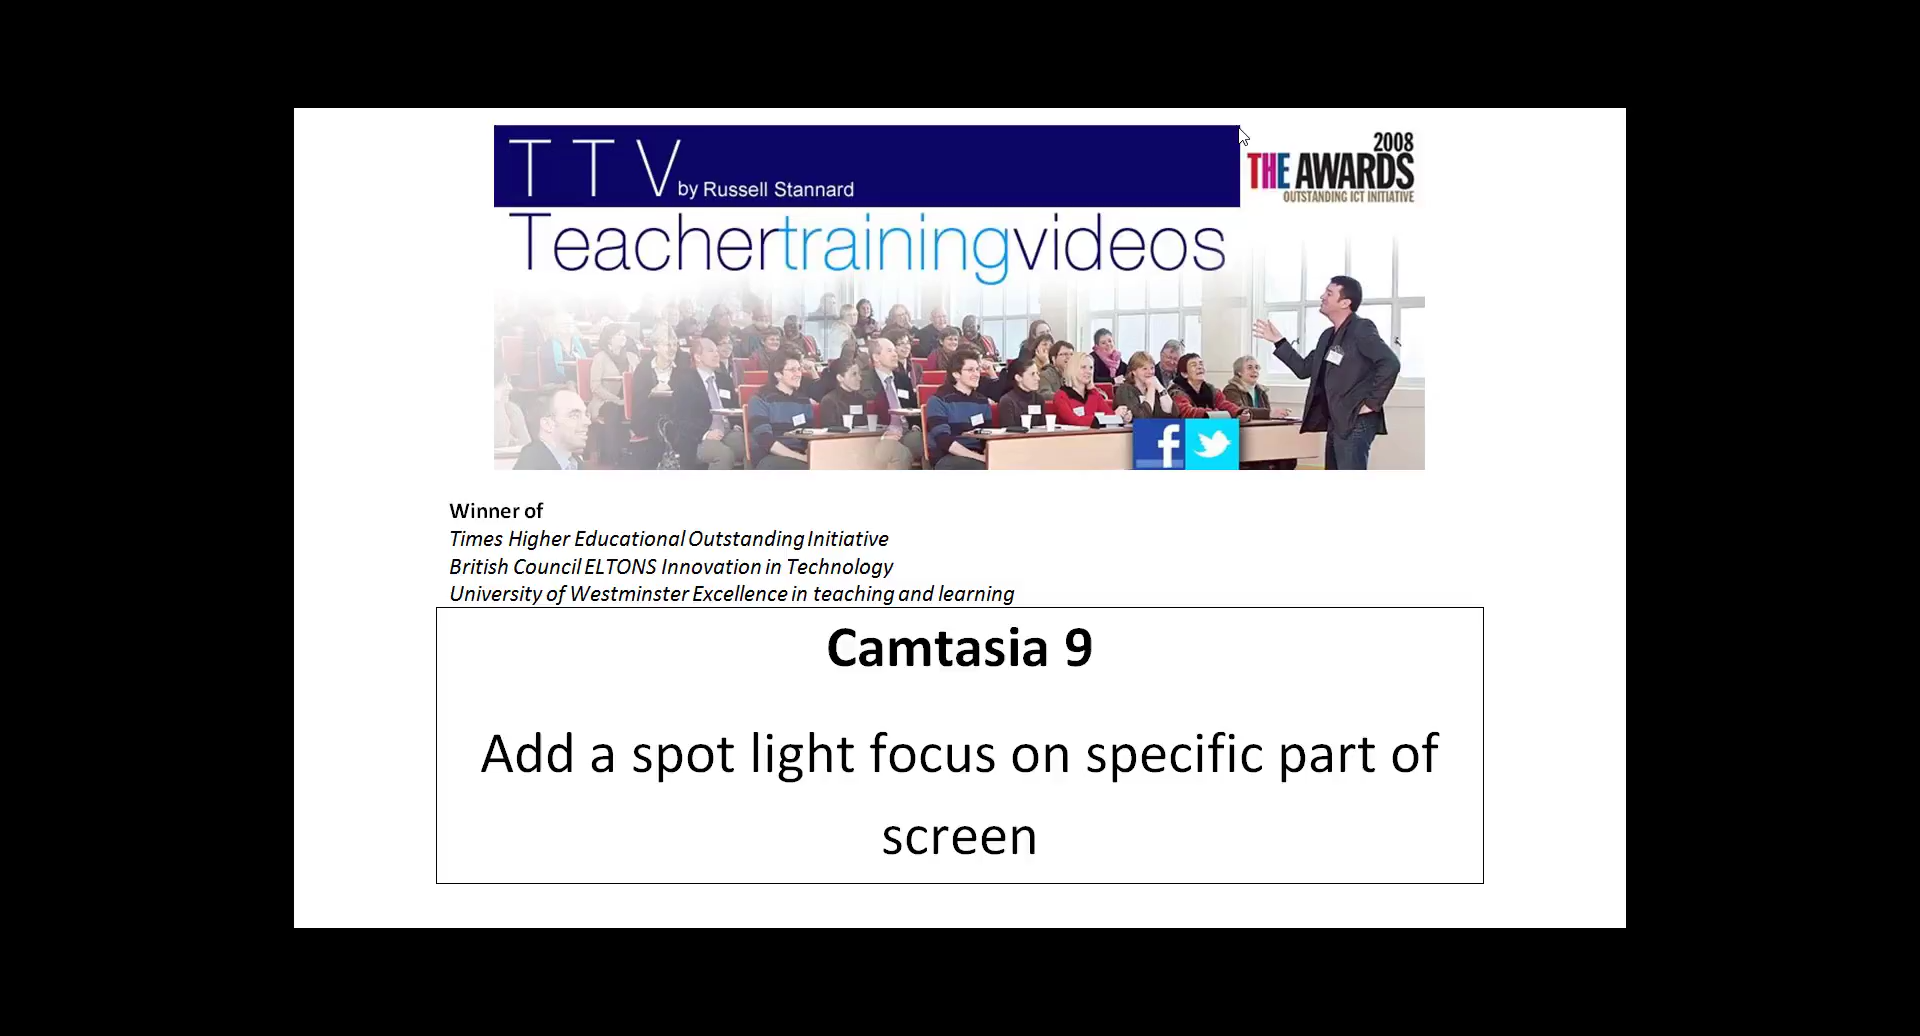 T T V by Russell Stannard
2008
THE AWARDS
OUTSTANDING ICT INITIATIVE
Teachertrainingvideos
f
Winner of
Times Higher Educational Outstanding Initiative
British Council ELTONS Innovation in Technology
University of Westminster Excellence in teaching and learning
Camtasia 9
Add a spot light focus on specific part of
screen